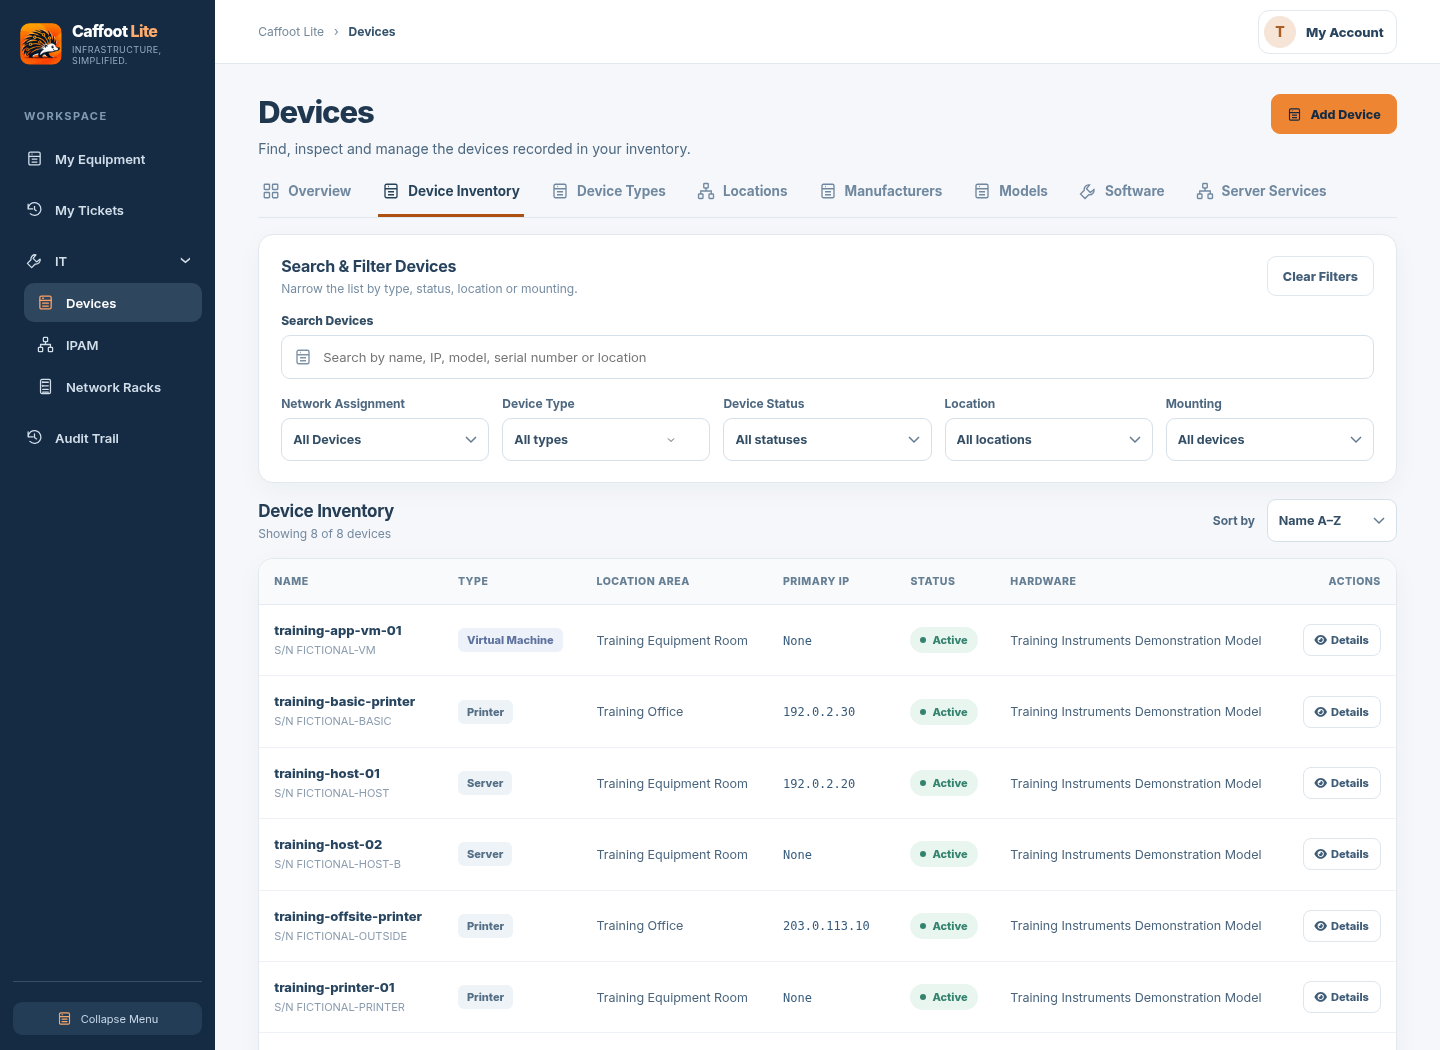 Caffoot Lite
INFRASTRUCTURE,
SIMPLIFIED.
WORKSPACE
My Equipment
My Tickets
IT
Devices
IPAM
Network Racks
Audit Trail
Collapse Menu
Caffoot Lite › Devices
T My Account
Devices
Add Device
Find, inspect and manage the devices recorded in your inventory.
Overview Device Inventory Device Types Locations Manufacturers Models Software Server Services
Search & Filter Devices
Narrow the list by type, status, location or mounting.
Clear Filters
Search Devices
Search by name, IP, model, serial number or location
Network Assignment Device Type Device Status Location Mounting
All Devices All types All statuses All locations All devices
Device Inventory
Showing 8 of 8 devices
Sort by Name A–Z
NAME TYPE LOCATION AREA PRIMARY IP STATUS HARDWARE ACTIONS
training-app-vm-01
S/N FICTIONAL-VM
Virtual Machine Training Equipment Room None Active Training Instruments Demonstration Model Details
training-basic-printer
S/N FICTIONAL-BASIC
Printer Training Office 192.0.2.30 Active Training Instruments Demonstration Model Details
training-host-01
S/N FICTIONAL-HOST
Server Training Equipment Room 192.0.2.20 Active Training Instruments Demonstration Model Details
training-host-02
S/N FICTIONAL-HOST-B
Server Training Equipment Room None Active Training Instruments Demonstration Model Details
training-offsite-printer
S/N FICTIONAL-OUTSIDE
Printer Training Office 203.0.113.10 Active Training Instruments Demonstration Model Details
training-printer-01
S/N FICTIONAL-PRINTER
Printer Training Equipment Room None Active Training Instruments Demonstration Model Details